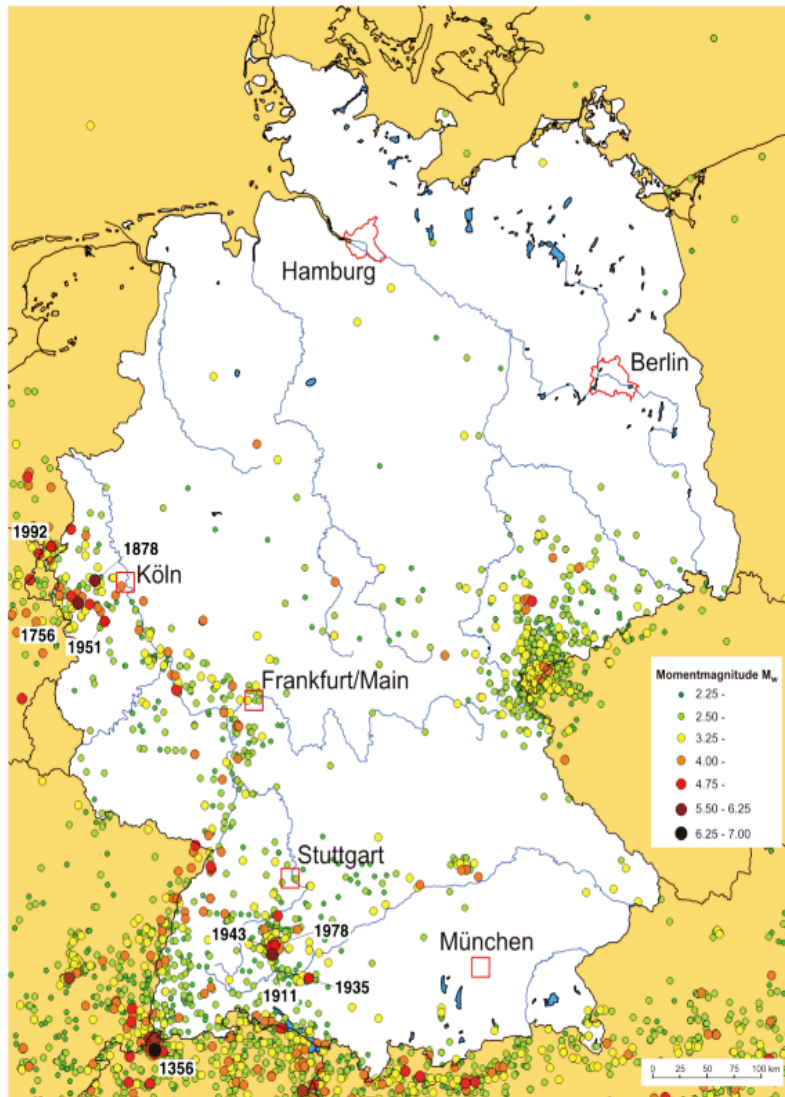 Hamburg
Berlin
1992
1878
Köln
1756
1951
Frankfurt/Main
Momentmagnitude Mw
2.25 -
2.50 -
3.25 -
4.00 -
4.75 -
5.50 - 6.25
6.25 - 7.00
Stuttgart
1943
1978
München
1935
1911
1356
0 25 50 75 100 km